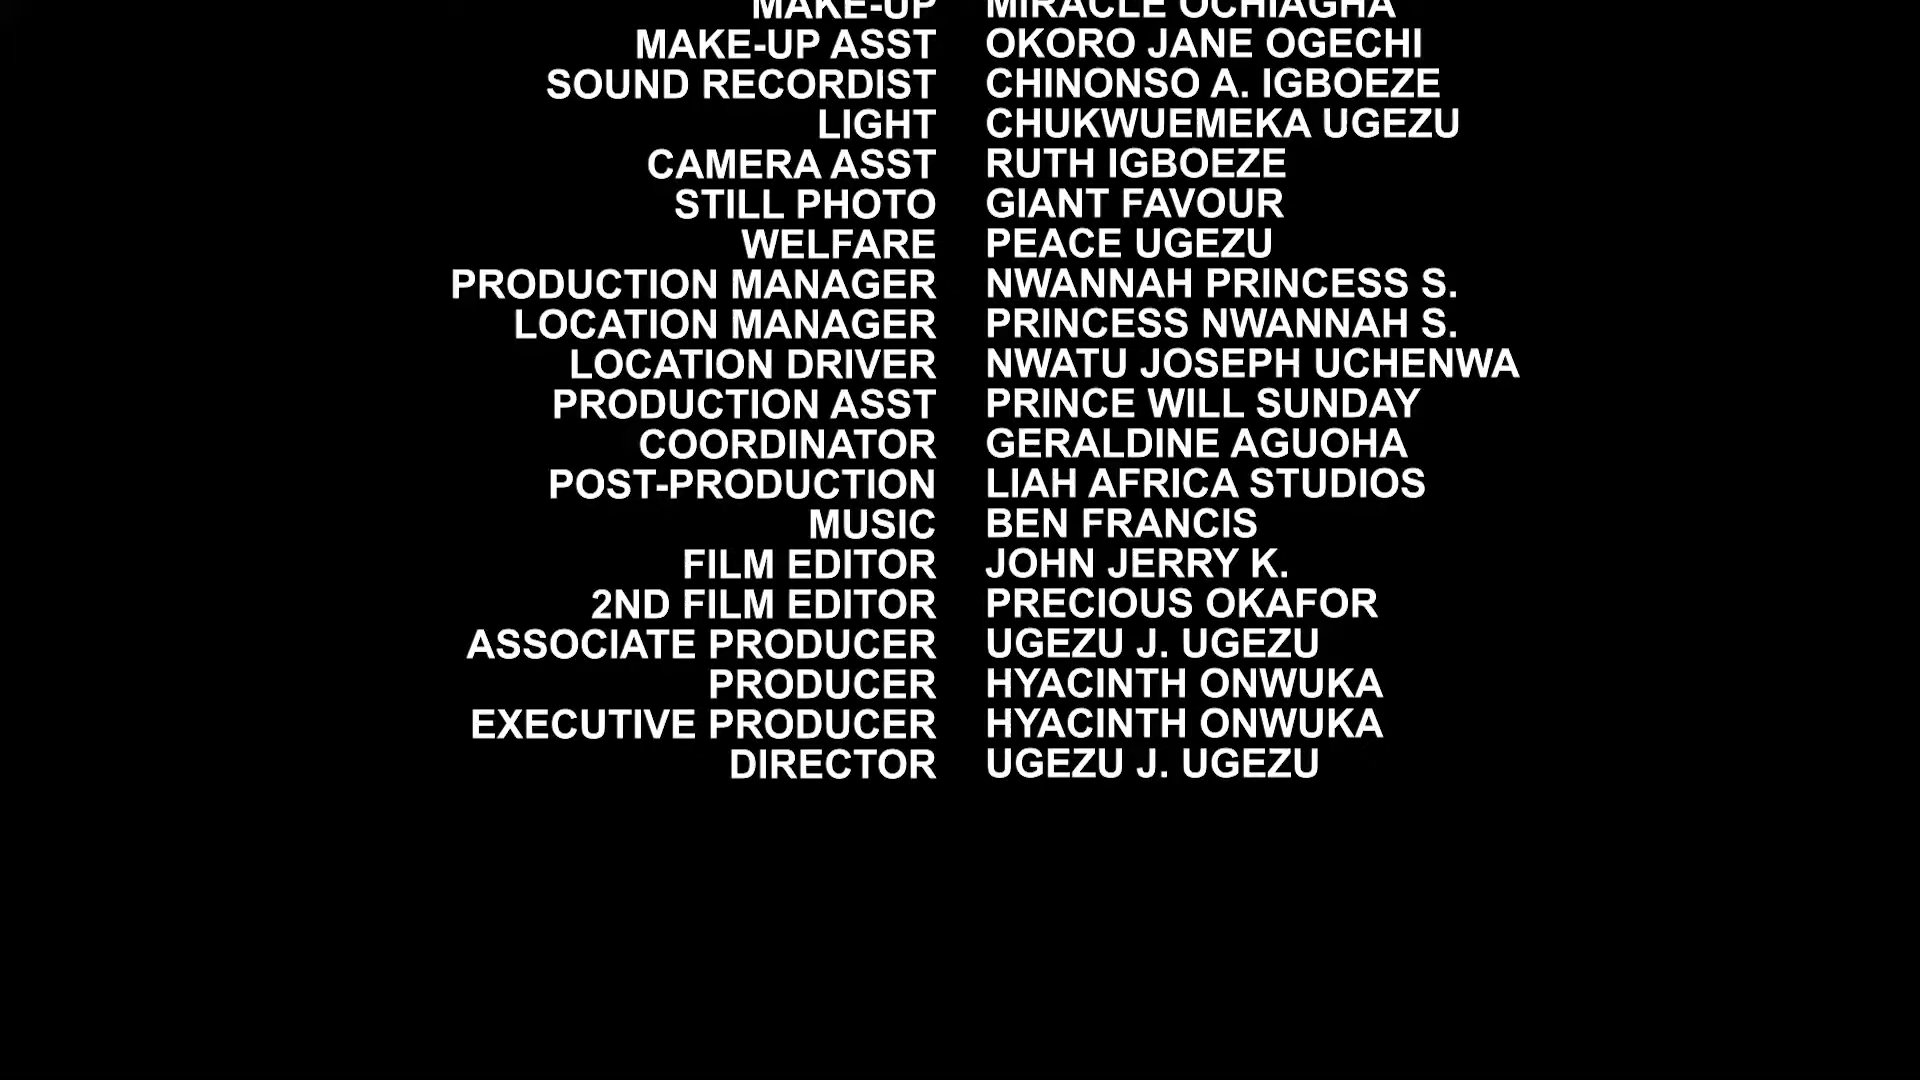 MAKE-UP MIRACLE OCHIAGHA
MAKE-UP ASST OKORO JANE OGECHI
SOUND RECORDIST CHINONSO A. IGBOEZE
LIGHT CHUKWUEMEKA UGEZU
CAMERA ASST RUTH IGBOEZE
STILL PHOTO GIANT FAVOUR
WELFARE PEACE UGEZU
PRODUCTION MANAGER NWANNAH PRINCESS S.
LOCATION MANAGER PRINCESS NWANNAH S.
LOCATION DRIVER NWATU JOSEPH UCHENWA
PRODUCTION ASST PRINCE WILL SUNDAY
COORDINATOR GERALDINE AGUOHA
POST-PRODUCTION LIAH AFRICA STUDIOS
MUSIC BEN FRANCIS
FILM EDITOR JOHN JERRY K.
2ND FILM EDITOR PRECIOUS OKAFOR
ASSOCIATE PRODUCER UGEZU J. UGEZU
PRODUCER HYACINTH ONWUKA
EXECUTIVE PRODUCER HYACINTH ONWUKA
DIRECTOR UGEZU J. UGEZU